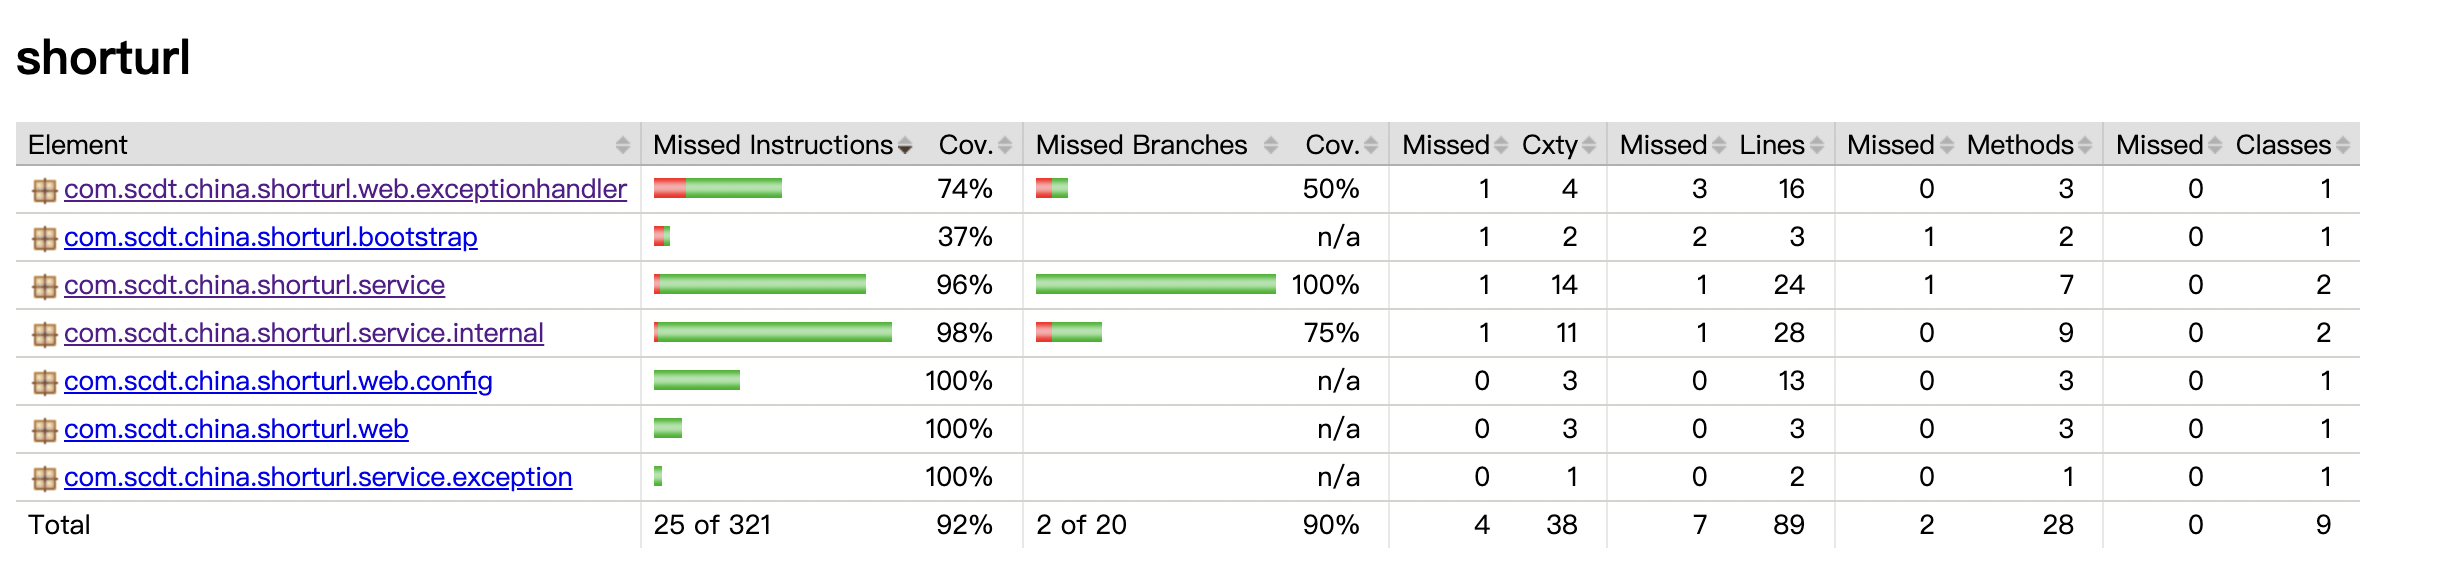 shorturl
Element Missed Instructions Cov. Missed Branches Cov. Missed Cxty Missed Lines Missed Methods Missed Classes
com.scdt.china.shorturl.web.exceptionhandler 74% 50% 1 4 3 16 0 3 0 1
com.scdt.china.shorturl.bootstrap 37% n/a 1 2 2 3 1 2 0 1
com.scdt.china.shorturl.service 96% 100% 1 14 1 24 1 7 0 2
com.scdt.china.shorturl.service.internal 98% 75% 1 11 1 28 0 9 0 2
com.scdt.china.shorturl.web.config 100% n/a 0 3 0 13 0 3 0 1
com.scdt.china.shorturl.web 100% n/a 0 3 0 3 0 3 0 1
com.scdt.china.shorturl.service.exception 100% n/a 0 1 0 2 0 1 0 1
Total 25 of 321 92% 2 of 20 90% 4 38 7 89 2 28 0 9